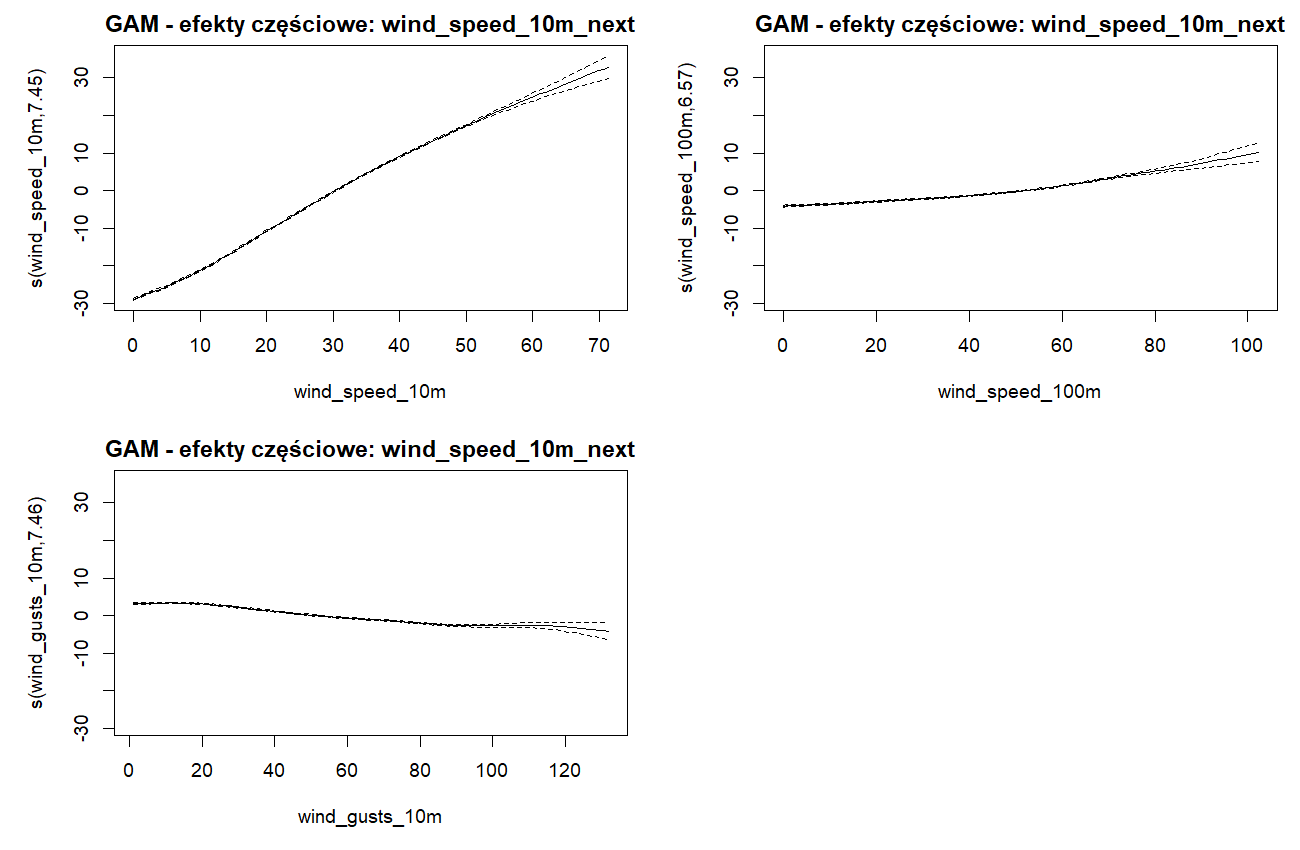 GAM - efekty częściowe: wind_speed_10m_next
s(wind_speed_10m,7.45)
30
10
0
-10
-30
0 10 20 30 40 50 60 70
wind_speed_10m
GAM - efekty częściowe: wind_speed_100m_next
s(wind_speed_100m,6.57)
30
10
0
-10
-30
0 20 40 60 80 100
wind_speed_100m
GAM - efekty częściowe: wind_speed_10m_next
s(wind_gusts_10m,7.46)
30
10
0
-10
-30
0 20 40 60 80 100 120
wind_gusts_10m